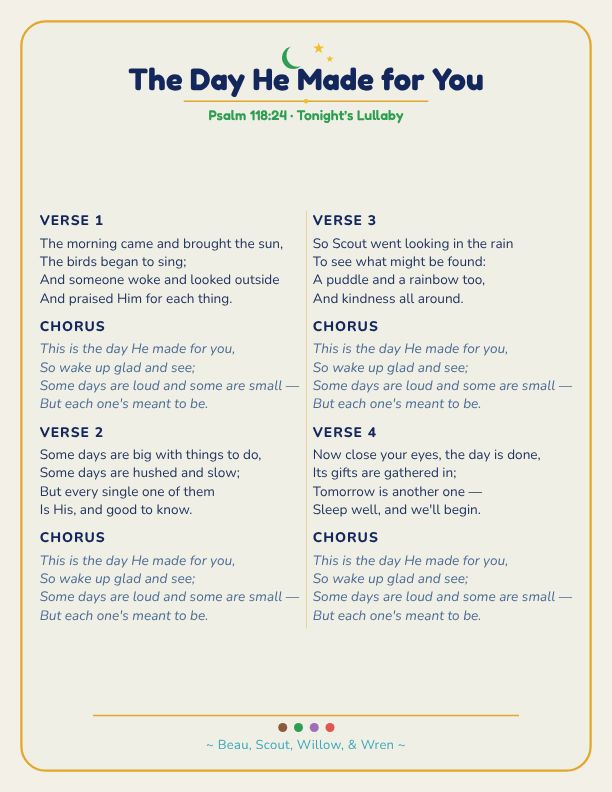 The Day He Made for You
Psalm 118:24 · Tonight's Lullaby
VERSE 1
The morning came and brought the sun,
The birds began to sing;
And someone woke and looked outside
And praised Him for each thing.
CHORUS
This is the day He made for you,
So wake up glad and see;
Some days are loud and some are small —
But each one's meant to be.
VERSE 2
Some days are big with things to do,
Some days are hushed and slow;
But every single one of them
Is His, and good to know.
CHORUS
This is the day He made for you,
So wake up glad and see;
Some days are loud and some are small —
But each one's meant to be.
VERSE 3
So Scout went looking in the rain
To see what might be found:
A puddle and a rainbow too,
And kindness all around.
CHORUS
This is the day He made for you,
So wake up glad and see;
Some days are loud and some are small —
But each one's meant to be.
VERSE 4
Now close your eyes, the day is done,
Its gifts are gathered in;
Tomorrow is another one —
Sleep well, and we'll begin.
CHORUS
This is the day He made for you,
So wake up glad and see;
Some days are loud and some are small —
But each one's meant to be.
~ Beau, Scout, Willow, & Wren ~